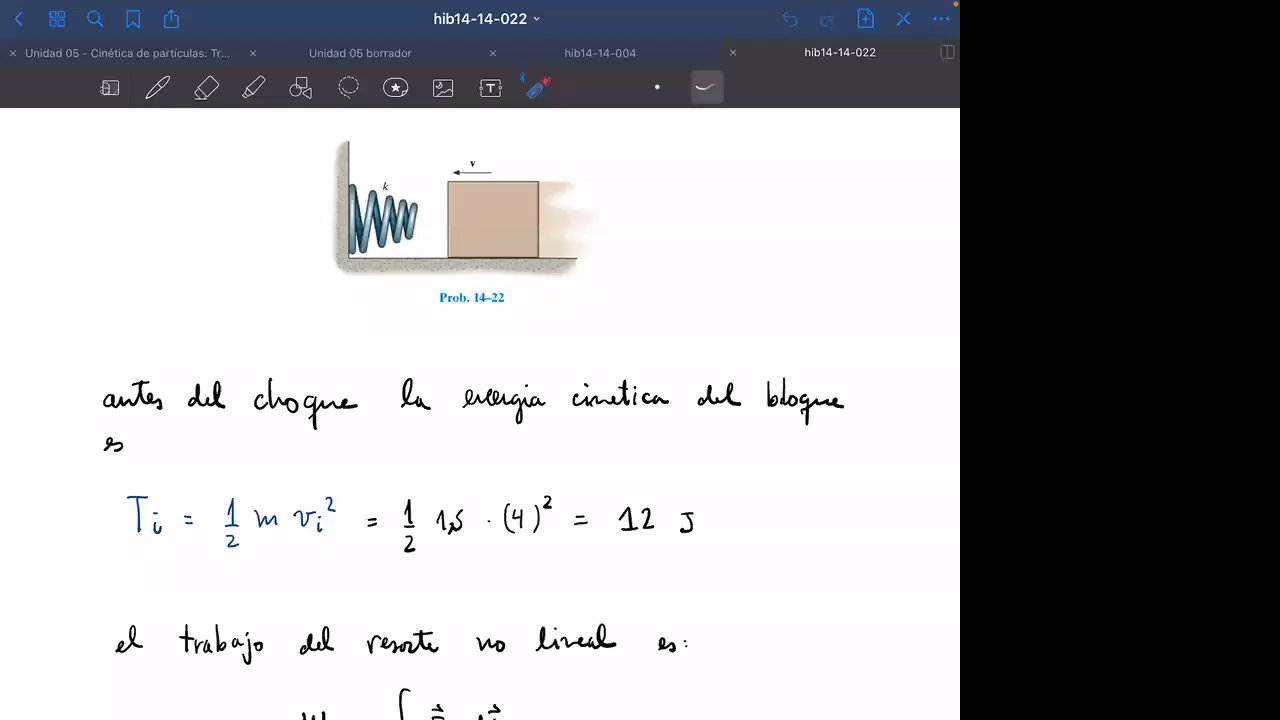 hib14-14-022
Unidad 05 - Cinética de partículas: Tr...
Unidad 05 borrador
hib14-14-004
hib14-14-022
v
k
Prob. 14–22
antes del choque la energia cinetica del bloque
es
Ti = 1/2 m vi² = 1/2 1,5 · (4)² = 12 J
el trabajo del resorte no lineal es: